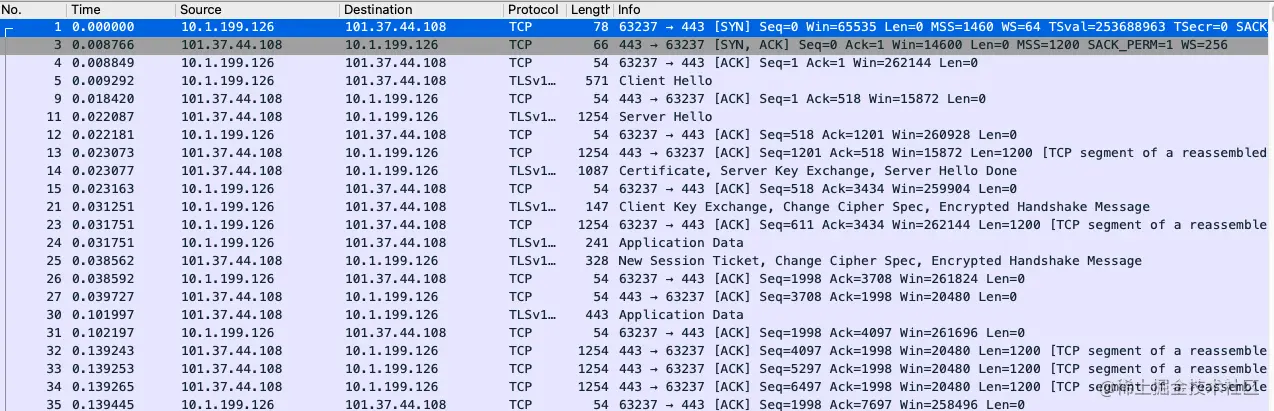 No. Time Source Destination Protocol Length Info
1 0.000000 10.1.199.126 101.37.44.108 TCP 78 63237 → 443 [SYN] Seq=0 Win=65535 Len=0 MSS=1460 WS=64 TSval=253688963 TSecr=0 SACK_
3 0.008766 101.37.44.108 10.1.199.126 TCP 66 443 → 63237 [SYN, ACK] Seq=0 Ack=1 Win=14600 Len=0 MSS=1200 SACK_PERM=1 WS=256
4 0.008849 10.1.199.126 101.37.44.108 TCP 54 63237 → 443 [ACK] Seq=1 Ack=1 Win=262144 Len=0
5 0.009292 10.1.199.126 101.37.44.108 TLSv1… 571 Client Hello
9 0.018420 101.37.44.108 10.1.199.126 TCP 54 443 → 63237 [ACK] Seq=1 Ack=518 Win=15872 Len=0
11 0.022087 101.37.44.108 10.1.199.126 TLSv1… 1254 Server Hello
12 0.022181 10.1.199.126 101.37.44.108 TCP 54 63237 → 443 [ACK] Seq=518 Ack=1201 Win=260928 Len=0
13 0.023073 101.37.44.108 10.1.199.126 TCP 1254 443 → 63237 [ACK] Seq=1201 Ack=518 Win=15872 Len=1200 [TCP segment of a reassembled
14 0.023077 101.37.44.108 10.1.199.126 TLSv1… 1087 Certificate, Server Key Exchange, Server Hello Done
15 0.023163 10.1.199.126 101.37.44.108 TCP 54 63237 → 443 [ACK] Seq=518 Ack=3434 Win=259904 Len=0
21 0.031251 10.1.199.126 101.37.44.108 TLSv1… 147 Client Key Exchange, Change Cipher Spec, Encrypted Handshake Message
23 0.031751 10.1.199.126 101.37.44.108 TCP 1254 63237 → 443 [ACK] Seq=611 Ack=3434 Win=262144 Len=1200 [TCP segment of a reassemble
24 0.031751 10.1.199.126 101.37.44.108 TLSv1… 241 Application Data
25 0.038562 101.37.44.108 10.1.199.126 TLSv1… 328 New Session Ticket, Change Cipher Spec, Encrypted Handshake Message
26 0.038592 10.1.199.126 101.37.44.108 TCP 54 63237 → 443 [ACK] Seq=1998 Ack=3708 Win=261824 Len=0
27 0.039727 101.37.44.108 10.1.199.126 TCP 54 443 → 63237 [ACK] Seq=3708 Ack=1998 Win=20480 Len=0
30 0.101997 101.37.44.108 10.1.199.126 TLSv1… 443 Application Data
31 0.102197 10.1.199.126 101.37.44.108 TCP 54 63237 → 443 [ACK] Seq=1998 Ack=4097 Win=261696 Len=0
32 0.139243 101.37.44.108 10.1.199.126 TCP 1254 443 → 63237 [ACK] Seq=4097 Ack=1998 Win=20480 Len=1200 [TCP segment of a reassemble
33 0.139253 101.37.44.108 10.1.199.126 TCP 1254 443 → 63237 [ACK] Seq=5297 Ack=1998 Win=20480 Len=1200 [TCP segment of a reassemble
34 0.139265 101.37.44.108 10.1.199.126 TCP 1254 443 → 63237 [ACK] Seq=6497 Ack=1998 Win=20480 Len=1200 [TCP segment of a reassemble
35 0.139445 10.1.199.126 101.37.44.108 TCP 54 63237 → 443 [ACK] Seq=1998 Ack=7697 Win=258496 Len=0
@稀土掘金技术社区